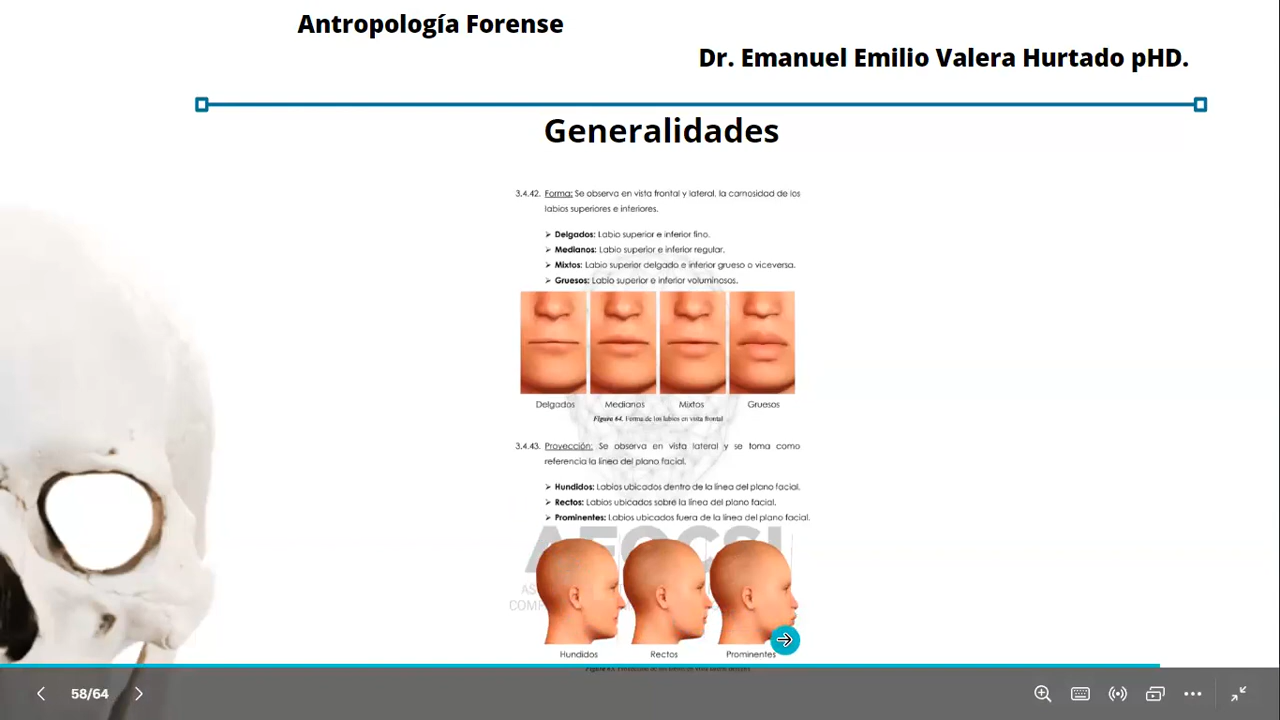 Antropología Forense
Dr. Emanuel Emilio Valera Hurtado pHD.
Generalidades
3.4.42. Forma: Se observa en vista frontal y lateral, la carnosidad de los
labios superiores e inferiores.
➢ Delgados: Labio superior e inferior fino.
➢ Medianos: Labio superior e inferior regular.
➢ Mixtos: Labio superior delgado e inferior grueso o viceversa.
➢ Gruesos: Labio superior e inferior voluminosos.
Delgados Medianos Mixtos Gruesos
Figura 64. Forma de los labios en vista frontal
3.4.43. Proyección: Se observa en vista lateral y se toma como
referencia la línea del plano facial.
➢ Hundidos: Labios ubicados dentro de la línea del plano facial.
➢ Rectos: Labios ubicados sobre la línea del plano facial.
➢ Prominentes: Labios ubicados fuera de la línea del plano facial.
Hundidos Rectos Prominentes
58/64